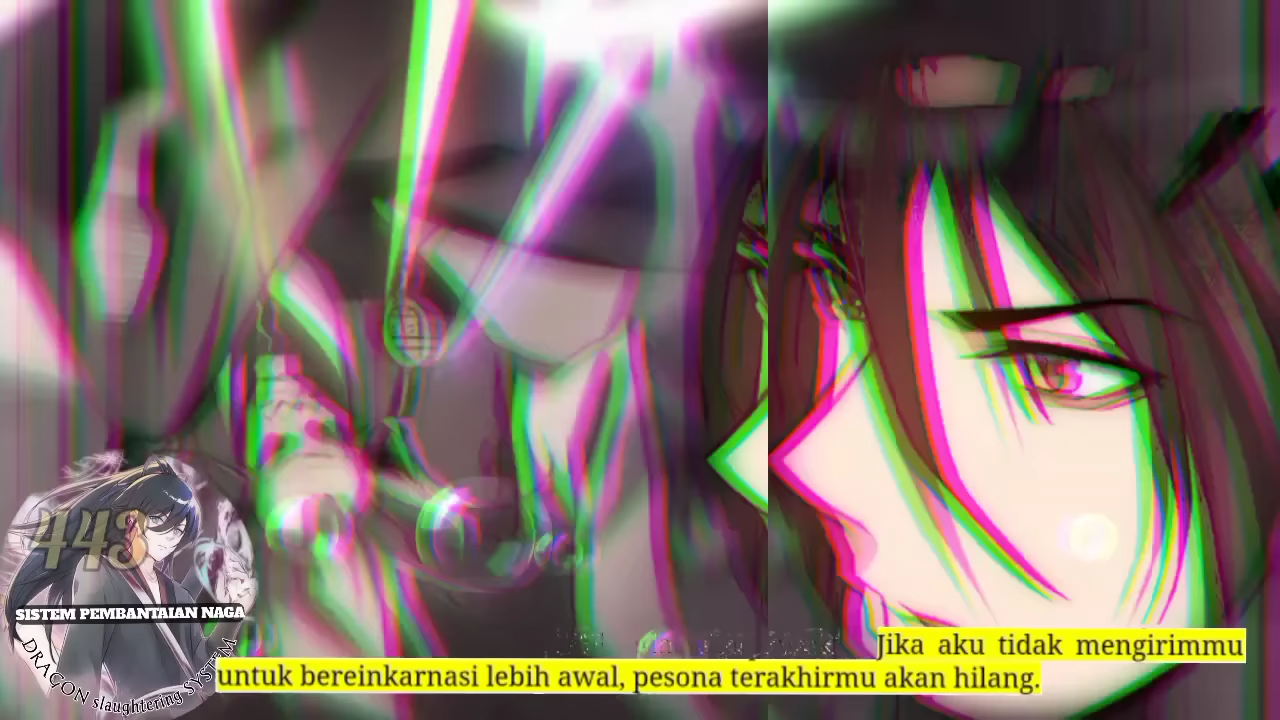 443
SISTEM PEMBANTAIAN NAGA
DRAGON slaughtering SYSTEM
Jika aku tidak mengirimmu
untuk bereinkarnasi lebih awal, pesona terakhirmu akan hilang.